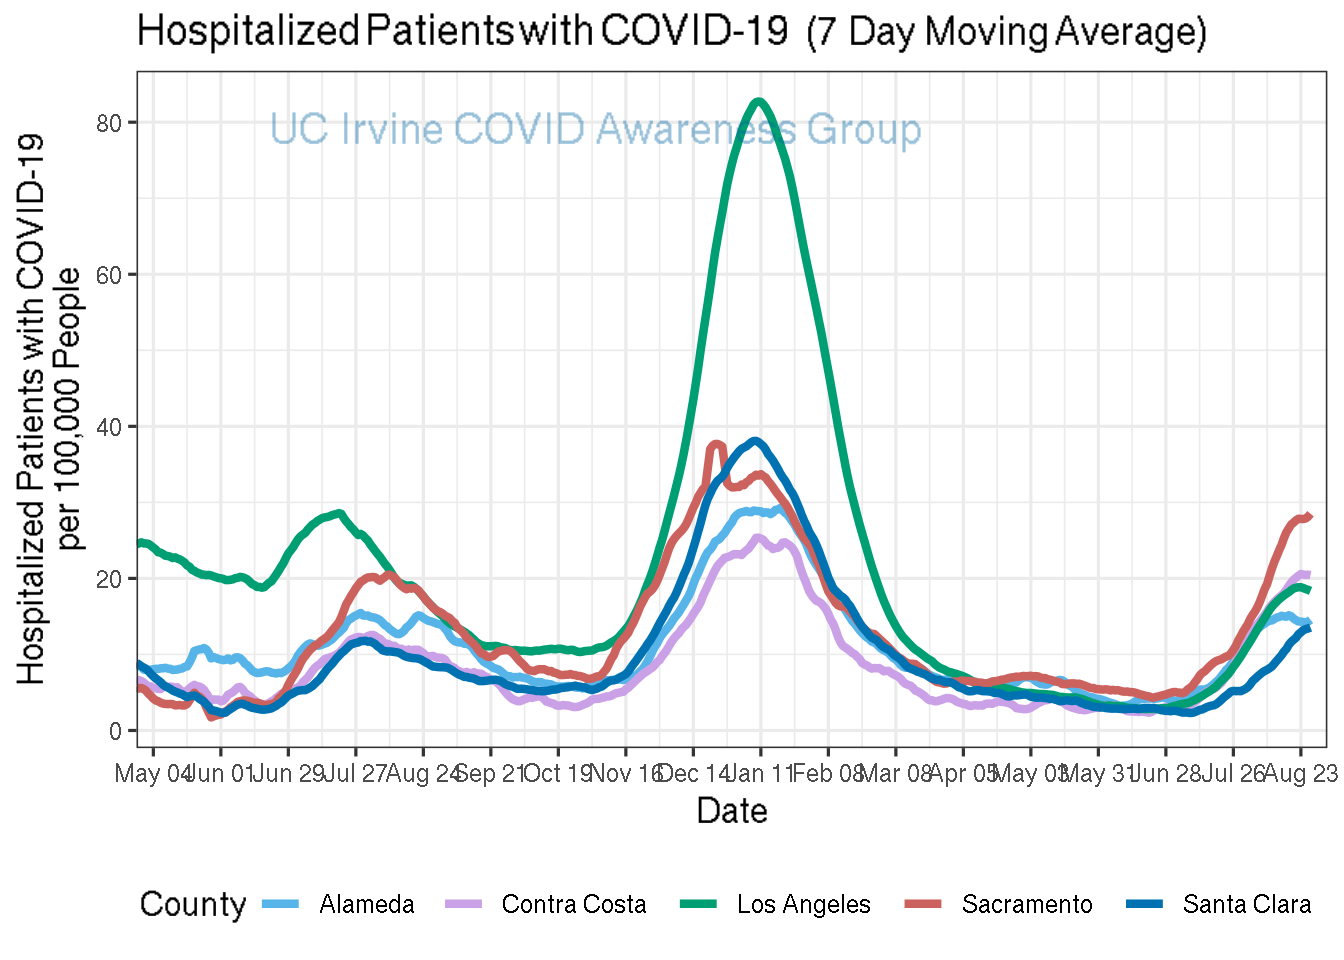 Hospitalized Patients with COVID-19 (7 Day Moving Average)
UC Irvine COVID Awareness Group
Hospitalized Patients with COVID-19
per 100,000 People
80
60
40
20
0
May 04 Jun 01 Jun 29 Jul 27 Aug 24 Sep 21 Oct 19 Nov 16 Dec 14 Jan 11 Feb 08 Mar 08 Apr 05 May 03 May 31 Jun 28 Jul 26 Aug 23
Date
County Alameda Contra Costa Los Angeles Sacramento Santa Clara